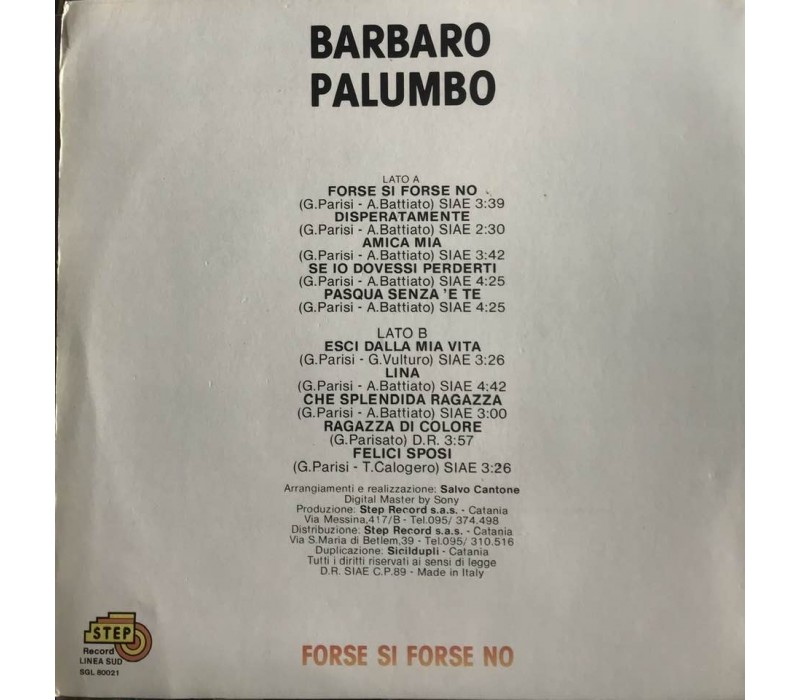 BARBARO
PALUMBO
LATO A
FORSE SI FORSE NO
(G.Parisi - A.Battiato) SIAE 3:39
DISPERATAMENTE
(G.Parisi - A.Battiato) SIAE 2:30
AMICA MIA
(G.Parisi - A.Battiato) SIAE 3:42
SE IO DOVESSI PERDERTI
(G.Parisi - A.Battiato) SIAE 4:25
PASQUA SENZA 'E TE
(G.Parisi - A.Battiato) SIAE 4:25
LATO B
ESCI DALLA MIA VITA
(G.Parisi - G.Vulturo) SIAE 3:26
LINA
(G.Parisi - A.Battiato) SIAE 4:42
CHE SPLENDIDA RAGAZZA
(G.Parisi - A.Battiato) SIAE 3:00
RAGAZZA DI COLORE
(G.Parisato) D.R. 3:57
FELICI SPOSI
(G.Parisi - T.Calogero) SIAE 3:26
Arrangiamenti e realizzazione: Salvo Cantone
Digital Master by Sony
Produzione: Step Record s.a.s. - Catania
Via Messina,417/B - Tel.095/ 374.498
Distribuzione: Step Record s.a.s. - Catania
Via S.Maria di Betlem,39 - Tel.095/ 310.516
Duplicazione: Sicildupli - Catania
Tutti i diritti riservati ai sensi di legge
D.R. SIAE C.P.89 - Made in Italy
STEP
Record
LINEA SUD
SGL 80021
FORSE SI FORSE NO